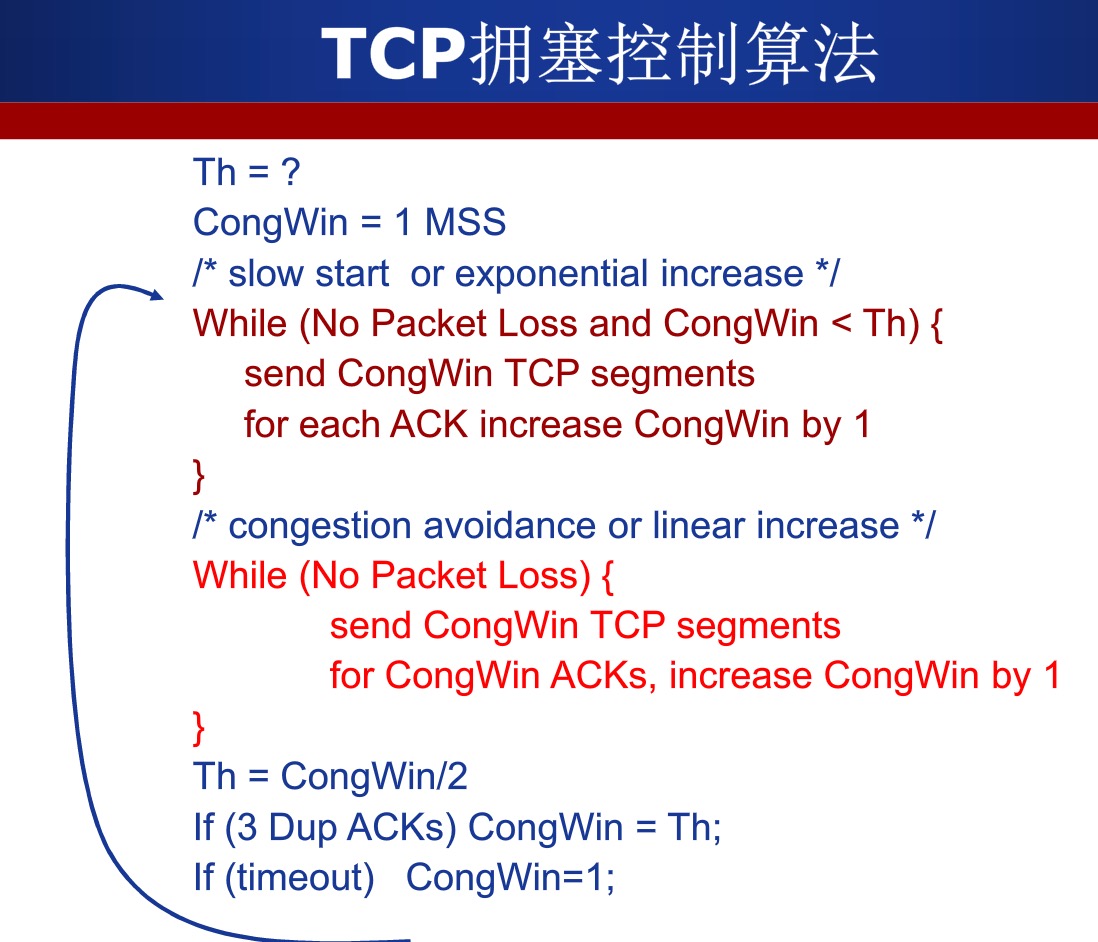 TCP拥塞控制算法
Th = ?
CongWin = 1 MSS
/* slow start  or exponential increase */
While (No Packet Loss and CongWin < Th) {
send CongWin TCP segments
for each ACK increase CongWin by 1
}
/* congestion avoidance or linear increase */
While (No Packet Loss) {
send CongWin TCP segments
for CongWin ACKs, increase CongWin by 1
}
Th = CongWin/2
If (3 Dup ACKs) CongWin = Th;
If (timeout)   CongWin=1;